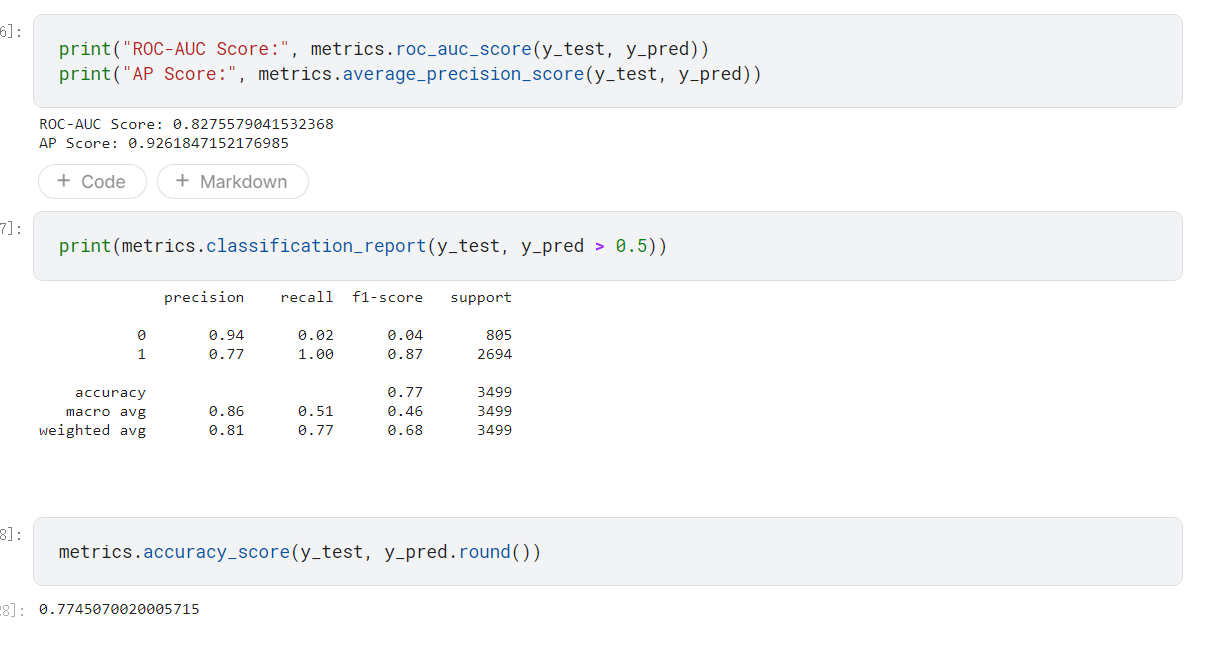 6]:
print("ROC-AUC Score:", metrics.roc_auc_score(y_test, y_pred))
print("AP Score:", metrics.average_precision_score(y_test, y_pred))
ROC-AUC Score: 0.8275579041532368
AP Score: 0.9261847152176985
+ Code + Markdown
7]:
print(metrics.classification_report(y_test, y_pred > 0.5))
precision recall f1-score support
0 0.94 0.02 0.04 805
1 0.77 1.00 0.87 2694
accuracy 0.77 3499
macro avg 0.86 0.51 0.46 3499
weighted avg 0.81 0.77 0.68 3499
8]:
metrics.accuracy_score(y_test, y_pred.round())
28]: 0.7745070020005715